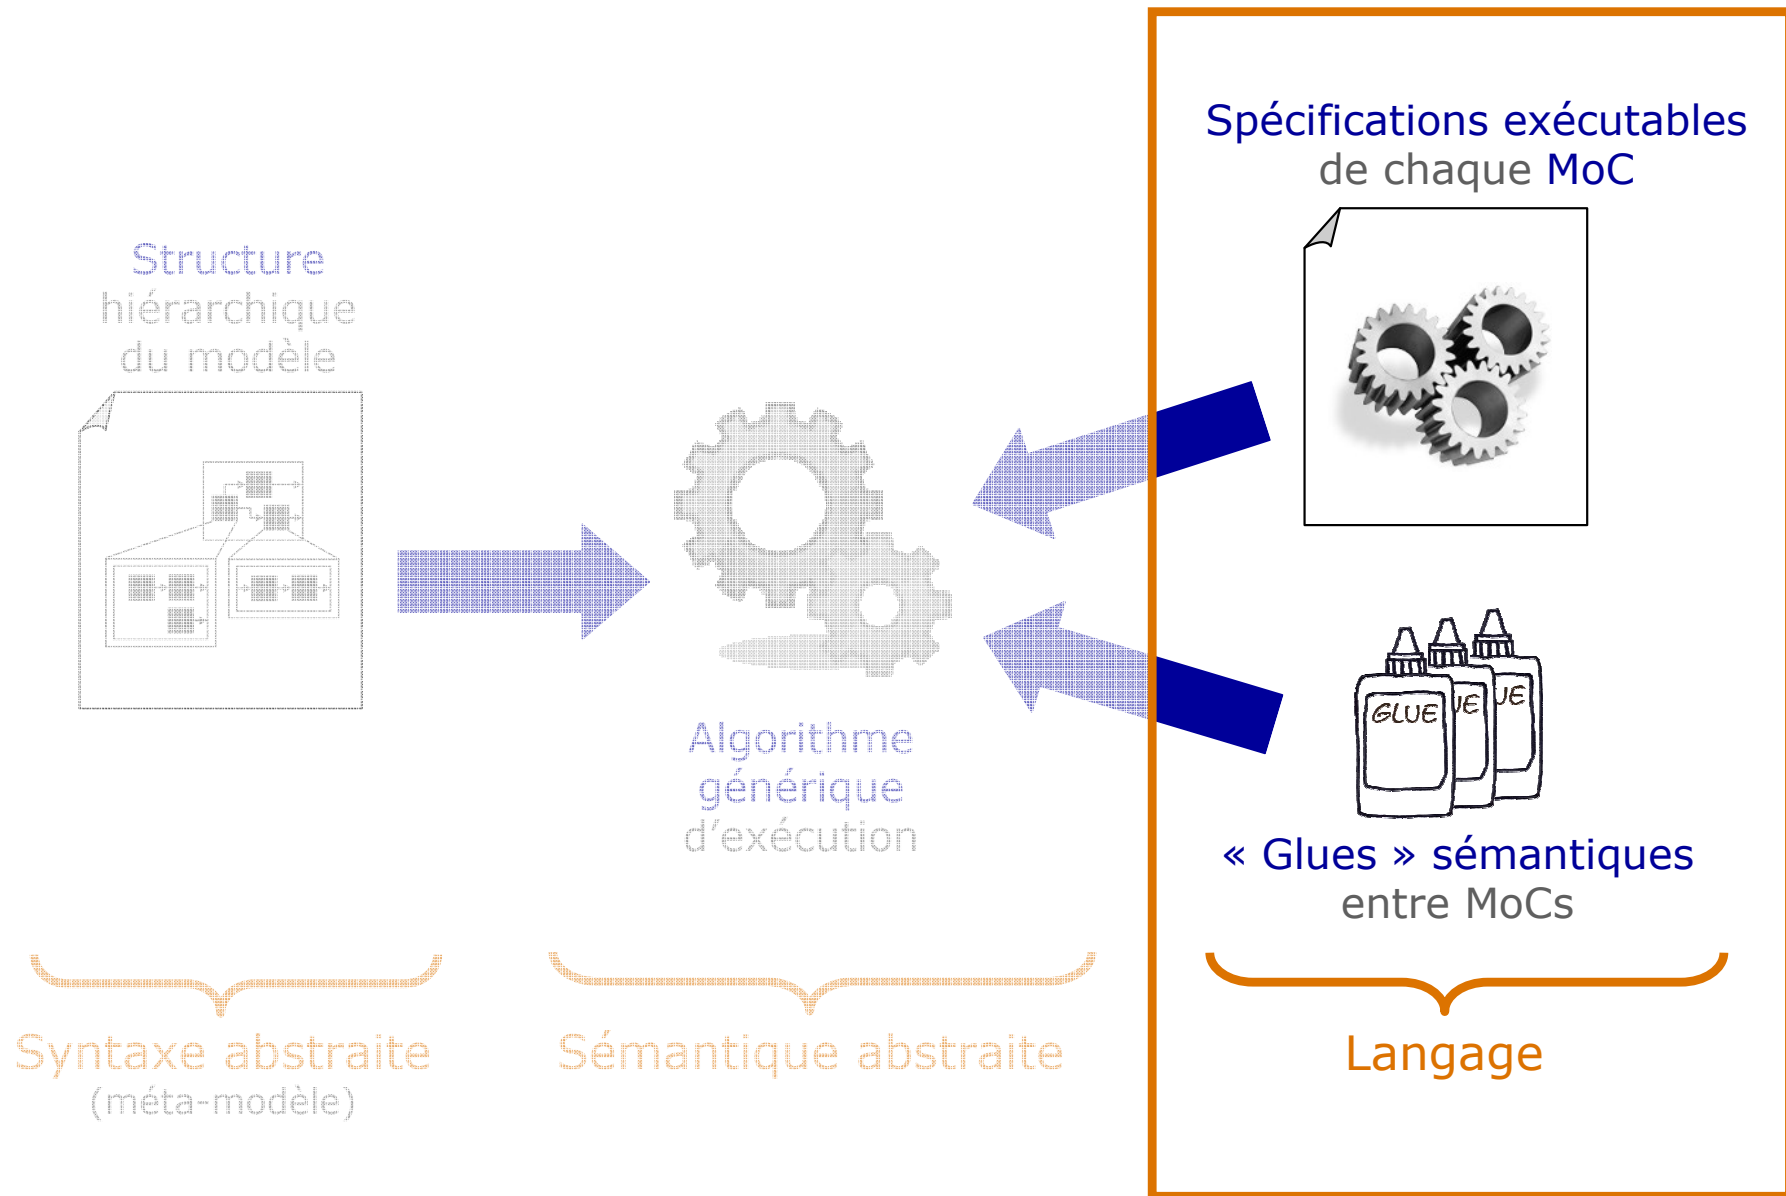 Structure
hiérarchique
du modèle
Algorithme
générique
d'exécution
Spécifications exécutables
de chaque MoC
GLUE
UE
UE
« Glues » sémantiques
entre MoCs
Syntaxe abstraite
(méta-modèle)
Sémantique abstraite
Langage